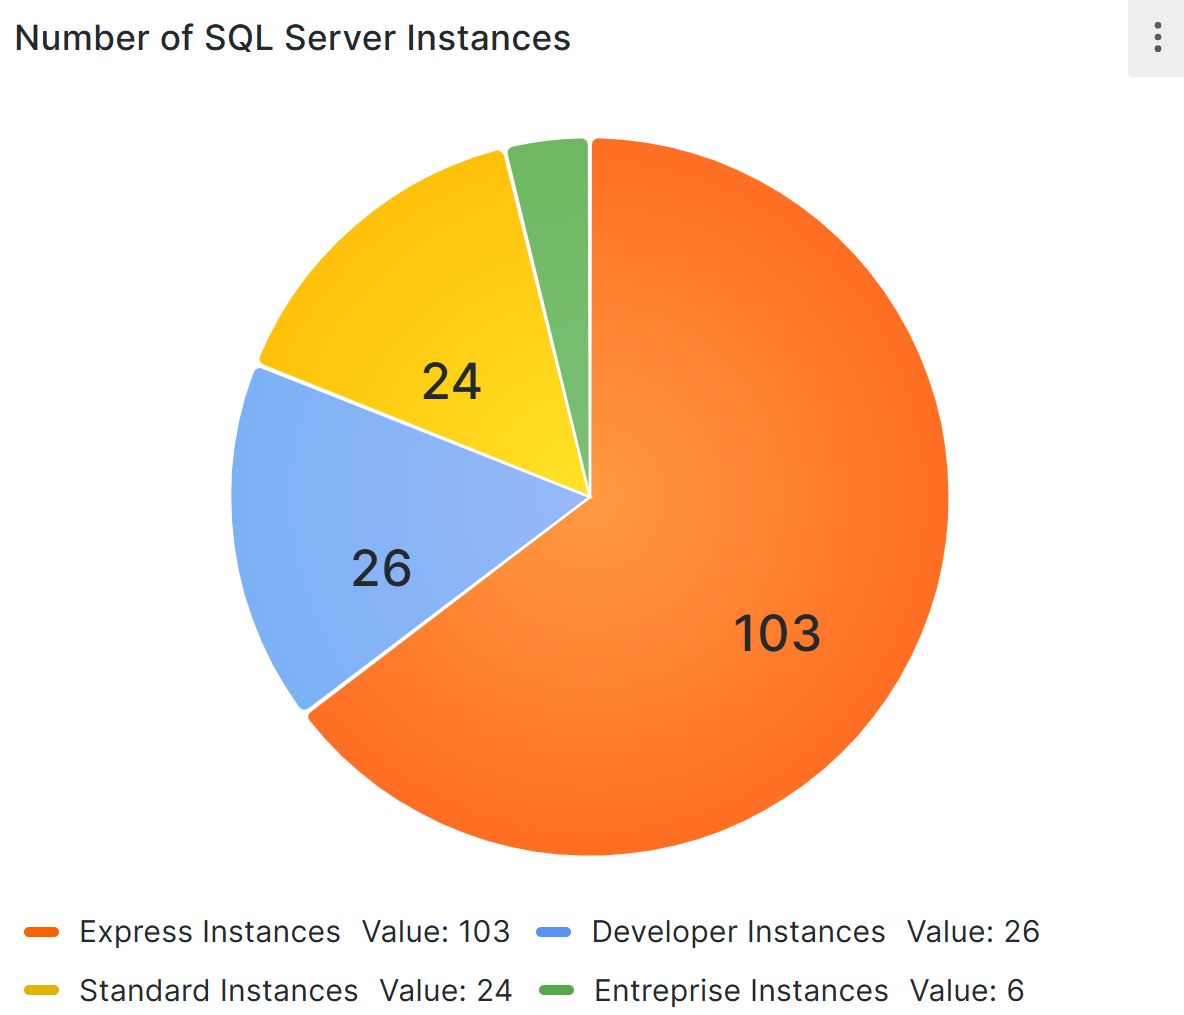 Number of SQL Server Instances
24
26
103
Express Instances Value: 103 Developer Instances Value: 26
Standard Instances Value: 24 Entreprise Instances Value: 6